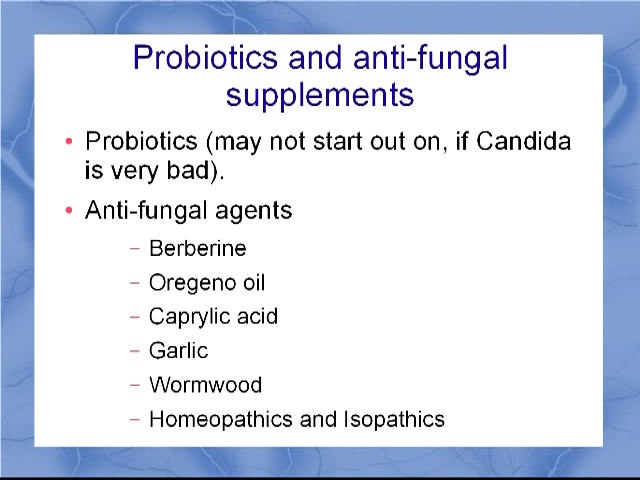 Probiotics and anti-fungal
supplements
• Probiotics (may not start out on, if Candida
is very bad).
• Anti-fungal agents
– Berberine
– Oregeno oil
– Caprylic acid
– Garlic
– Wormwood
– Homeopathics and Isopathics